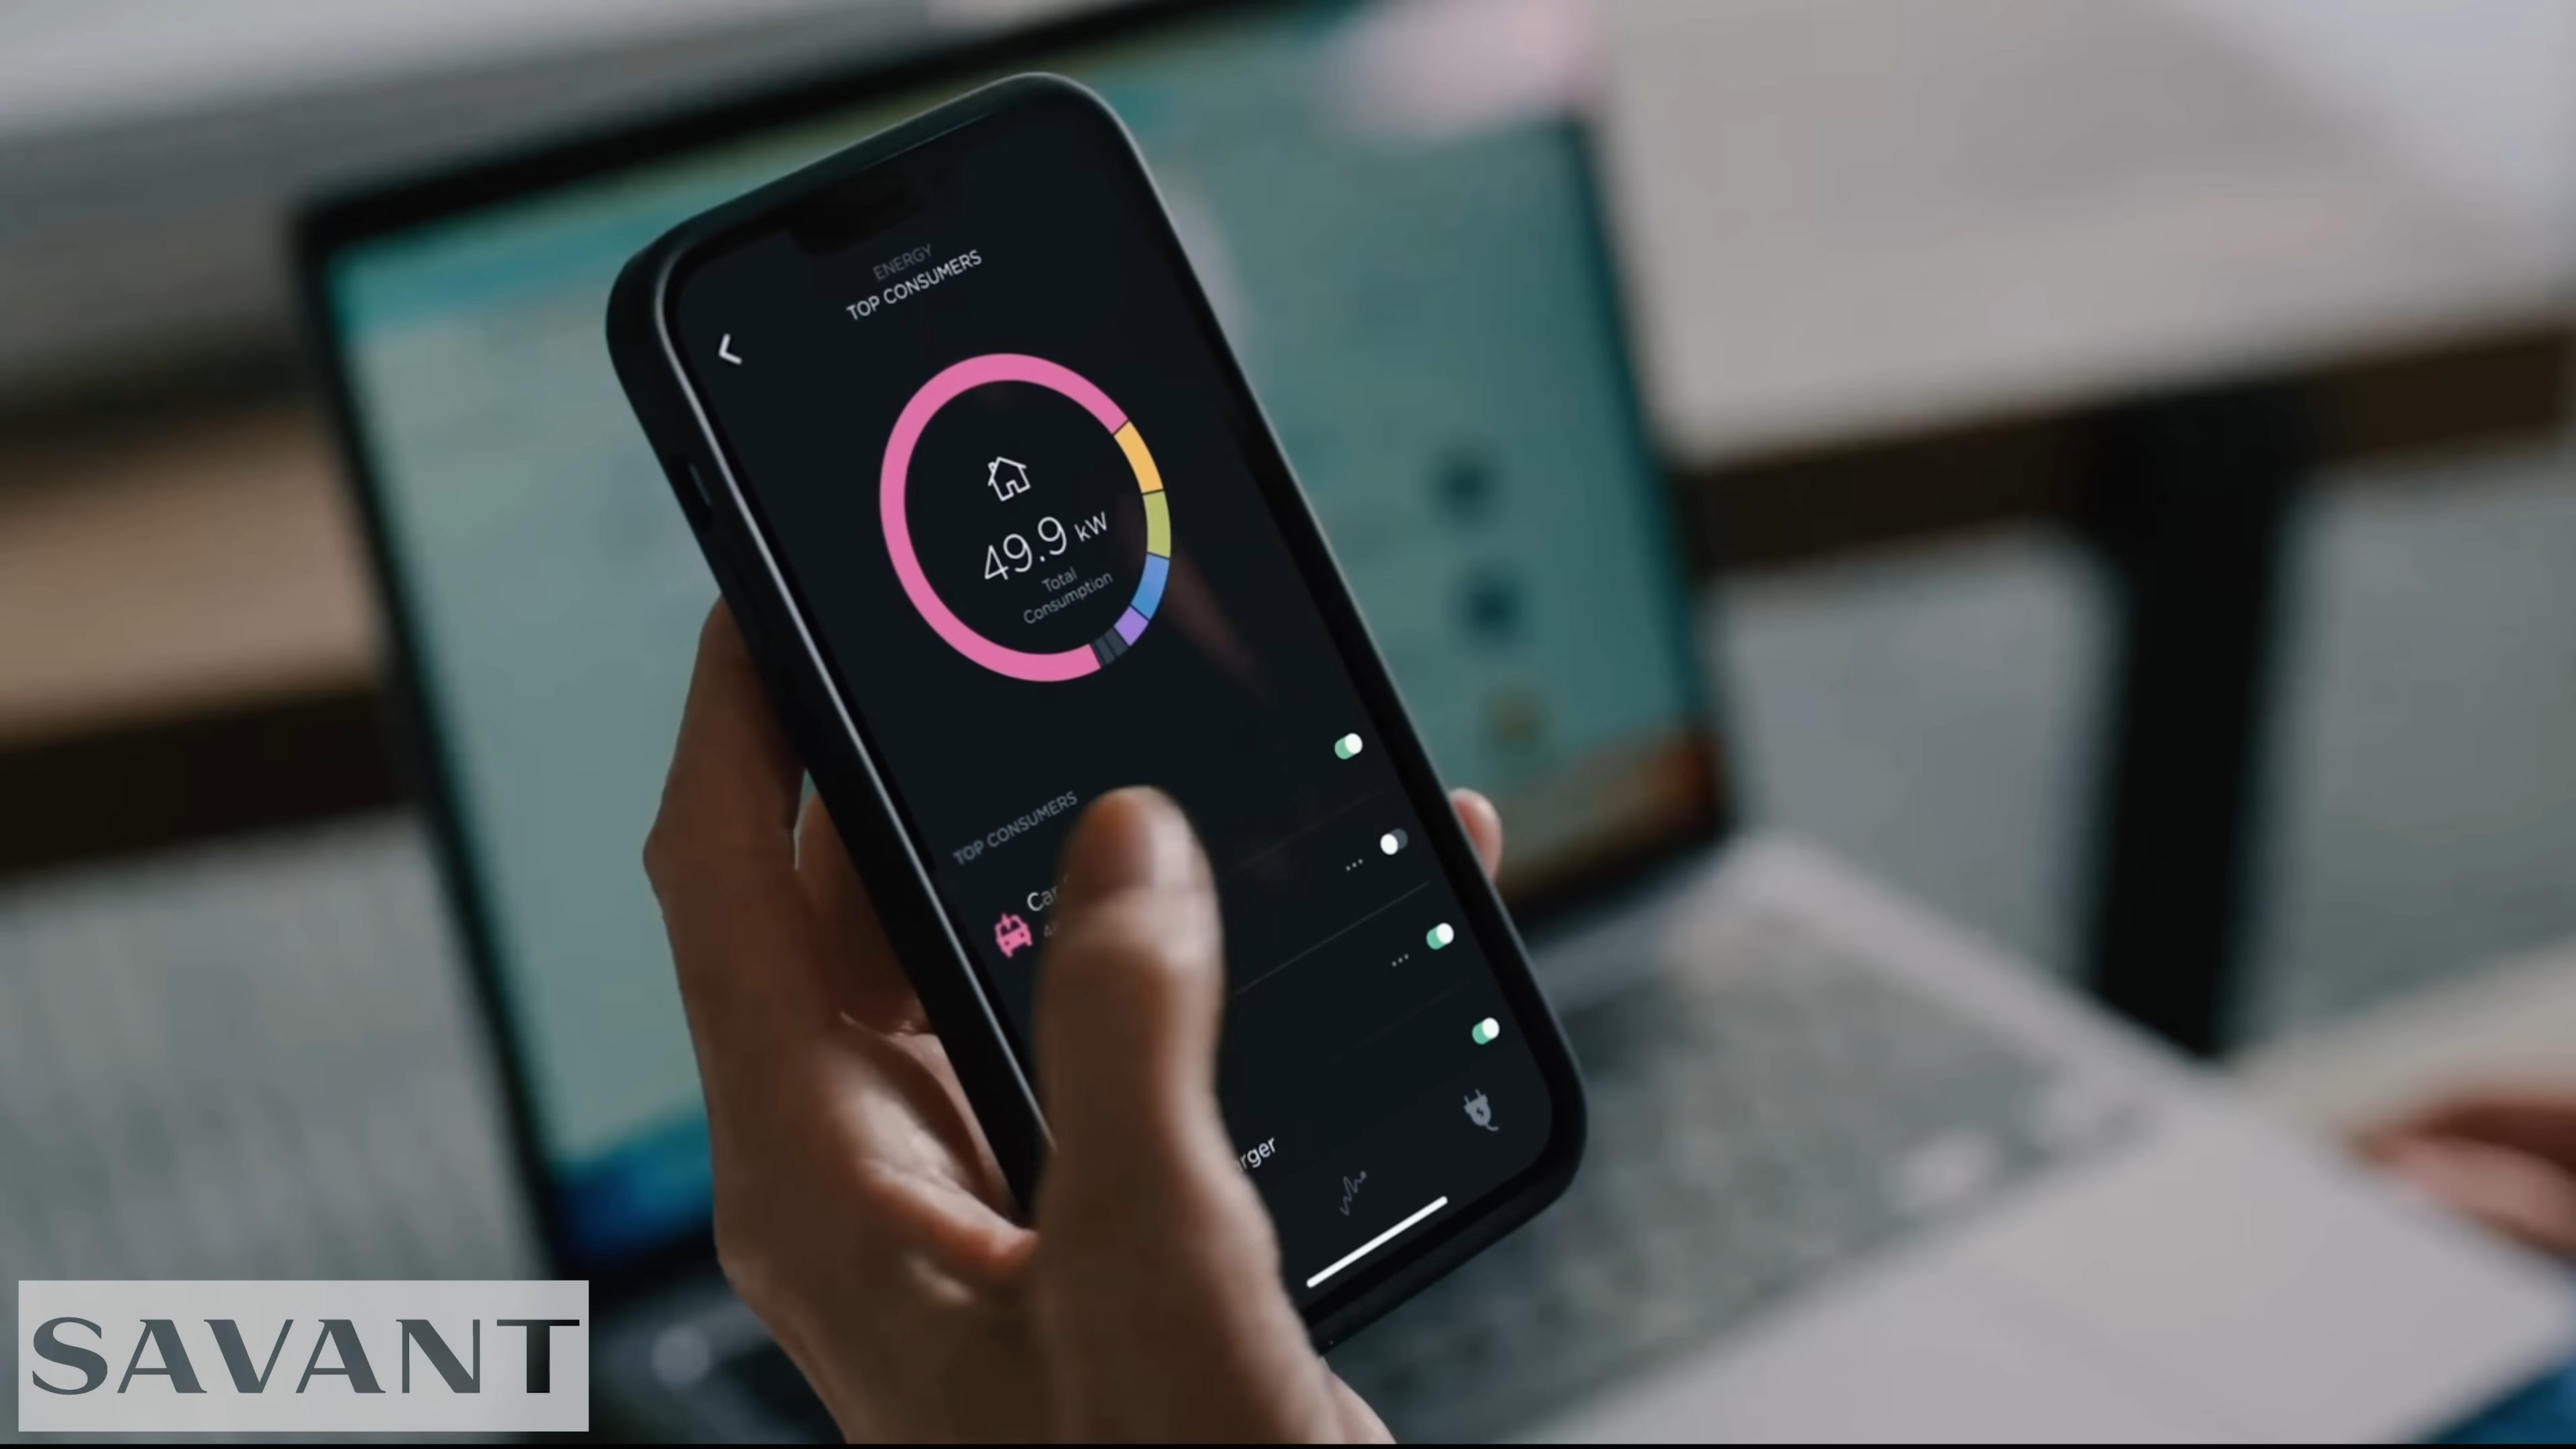 ENERGY
TOP CONSUMERS
49.9 kW
Total
Consumption
TOP CONSUMERS
SAVANT